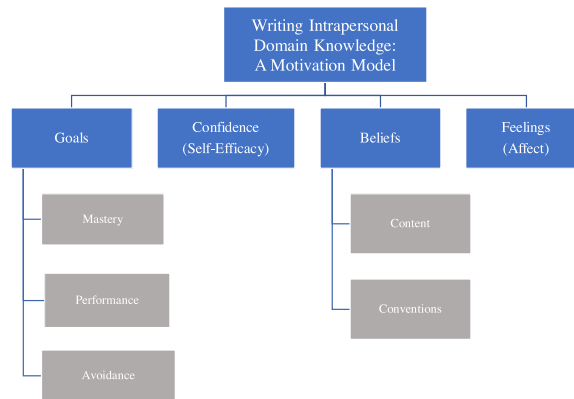 Writing Intrapersonal
Domain Knowledge:
A Motivation Model
Goals
Confidence
(Self-Efficacy)
Beliefs
Feelings
(Affect)
Mastery
Performance
Avoidance
Content
Conventions